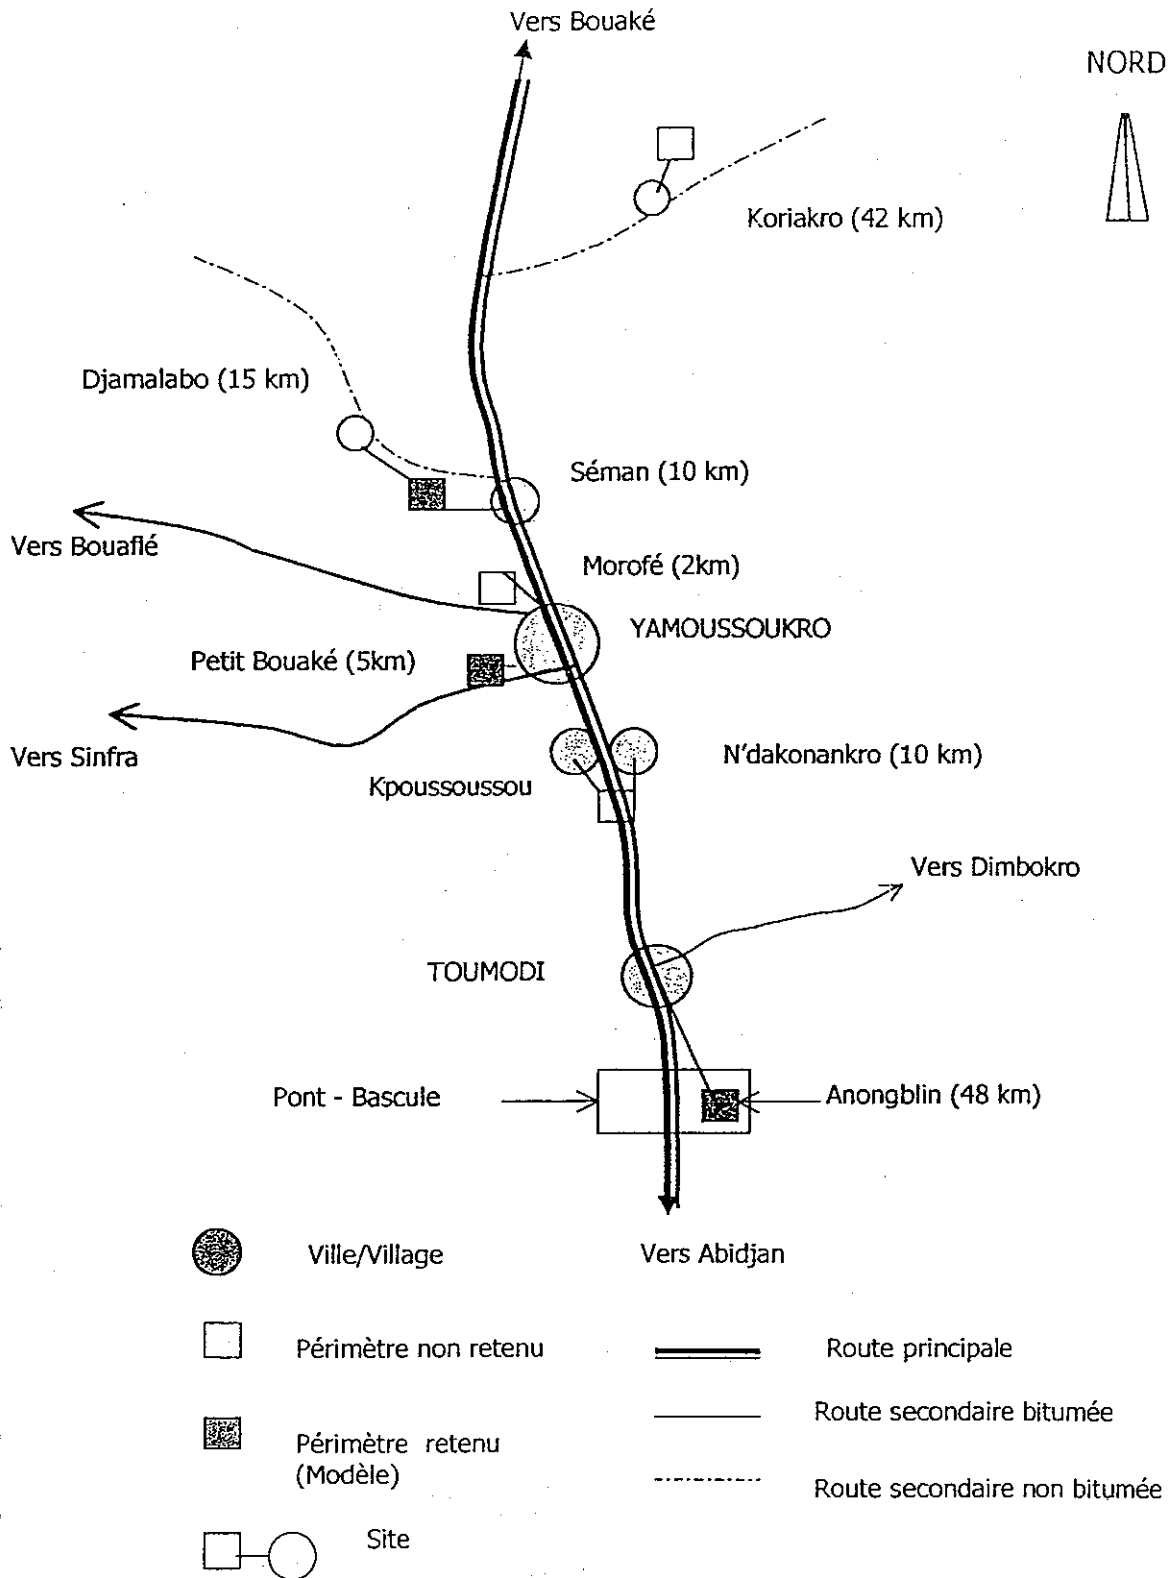 Vers Bouaké
NORD
Koriakro (42 km)
Djamalabo (15 km)
Séman (10 km)
Vers Bouaflé
Morofé (2km)
YAMOUSSOUKRO
Petit Bouaké (5km)
Vers Sinfra
N'dakonankro (10 km)
Kpoussoussou
Vers Dimbokro
TOUMODI
Pont - Bascule
Anongblin (48 km)
Ville/Village
Vers Abidjan
Périmètre non retenu
Route principale
Route secondaire bitumée
Périmètre retenu
(Modèle)
Route secondaire non bitumée
Site